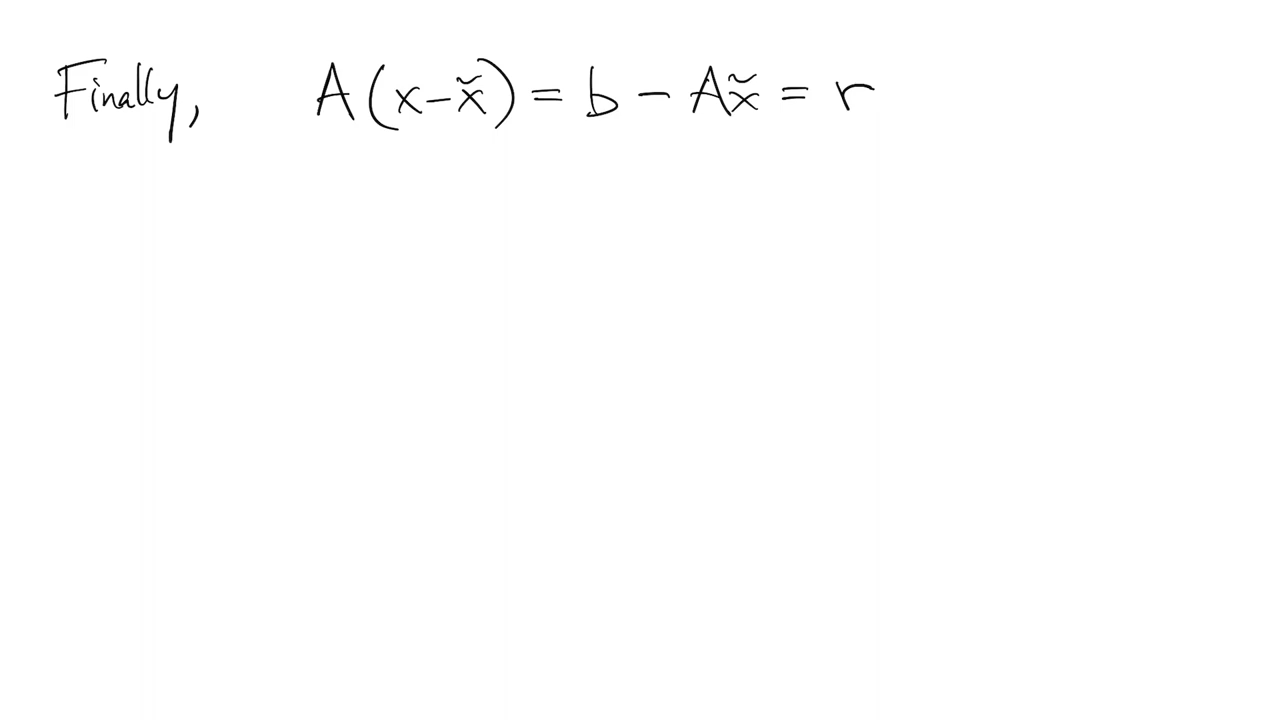 Finally, A(x-x̃) = b - Ax̃ = r